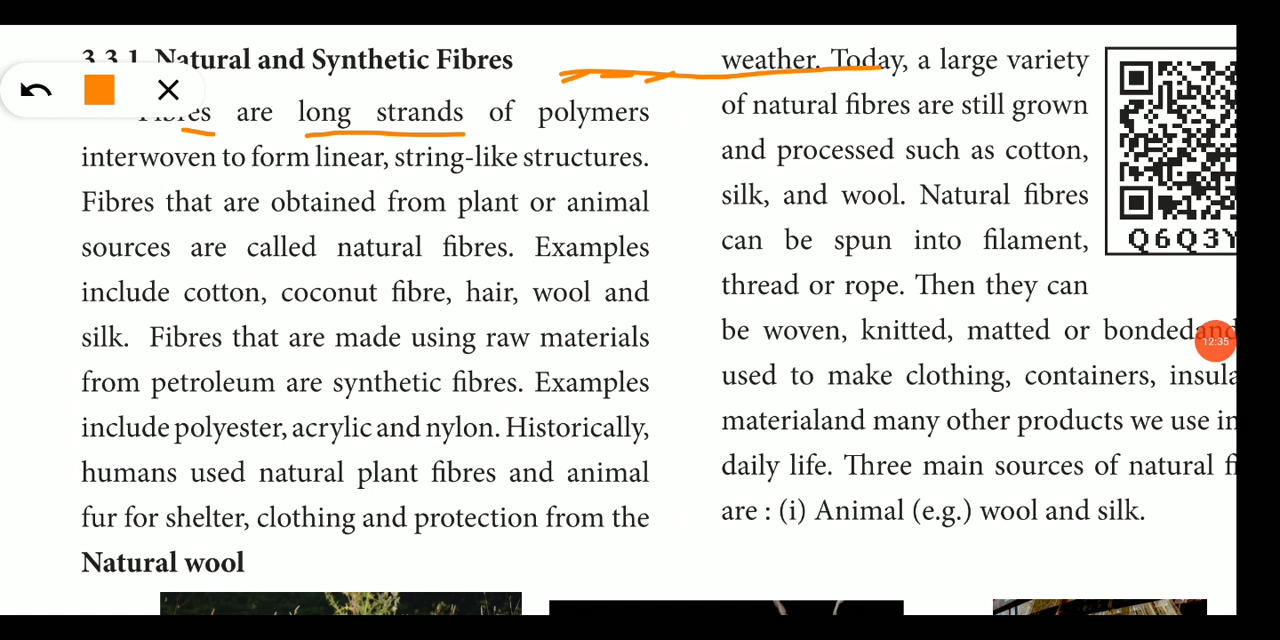 3.3.1 Natural and Synthetic Fibres
Fibres are long strands of polymers
interwoven to form linear, string-like structures.
Fibres that are obtained from plant or animal
sources are called natural fibres. Examples
include cotton, coconut fibre, hair, wool and
silk. Fibres that are made using raw materials
from petroleum are synthetic fibres. Examples
include polyester, acrylic and nylon. Historically,
humans used natural plant fibres and animal
fur for shelter, clothing and protection from the
Natural wool
weather. Today, a large variety
of natural fibres are still grown
and processed such as cotton,
silk, and wool. Natural fibres
can be spun into filament,
thread or rope. Then they can
be woven, knitted, matted or bondedand
used to make clothing, containers, insula
materialand many other products we use in
daily life. Three main sources of natural fi
are : (i) Animal (e.g.) wool and silk.
Q6Q3Y
12:35